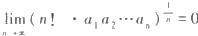 lim (n! · a₁a₂…aₙ)^(1/n) = 0
n→∞